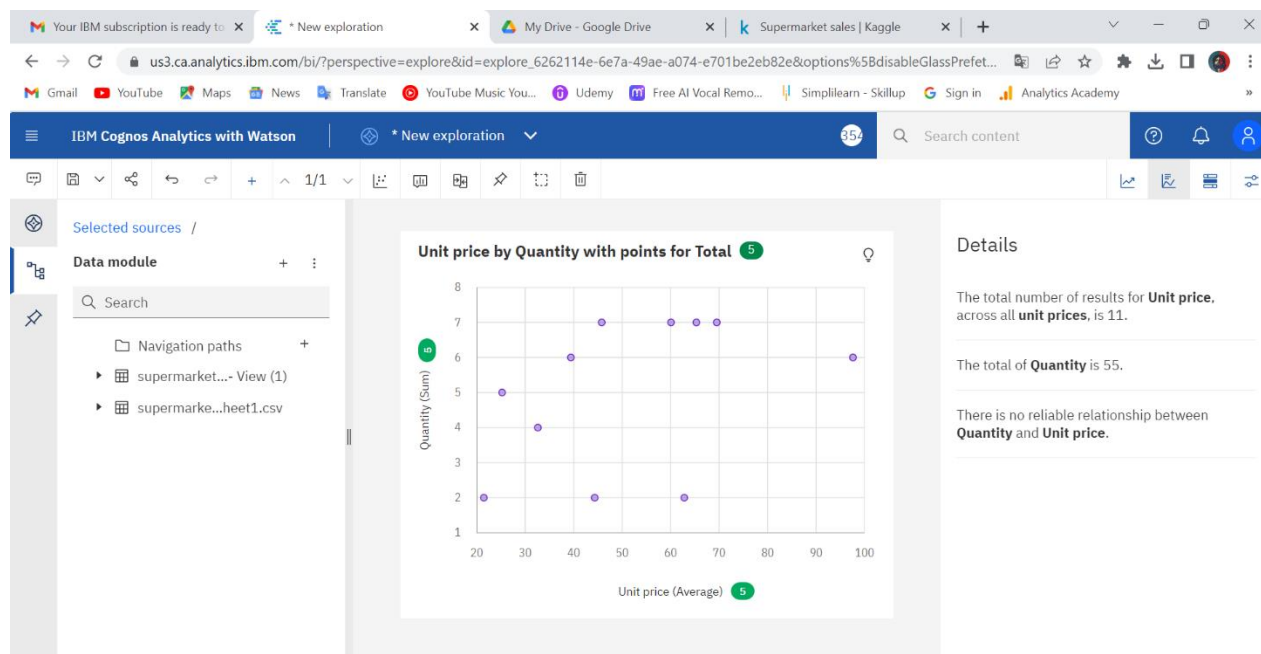 Your IBM subscription is ready to
* New exploration
My Drive - Google Drive
Supermarket sales | Kaggle
us3.ca.analytics.ibm.com/bi/?perspective=explore&id=explore_6262114e-6e7a-49ae-a074-e701be2eb82e&options%5BdisableGlassPrefet...
Gmail
YouTube
Maps
News
Translate
YouTube Music You...
Udemy
Free AI Vocal Remo...
Simplilearn - Skillup
Sign in
Analytics Academy
»
IBM Cognos Analytics with Watson
* New exploration
354
Search content
1/1
Selected sources /
Data module
Search
Navigation paths
supermarket...- View (1)
supermarke...heet1.csv
Unit price by Quantity with points for Total 5
8
7
6
5
4
3
2
1
Quantity (Sum) 5
20 30 40 50 60 70 80 90 100
Unit price (Average) 5
Details
The total number of results for Unit price,
across all unit prices, is 11.
The total of Quantity is 55.
There is no reliable relationship between
Quantity and Unit price.